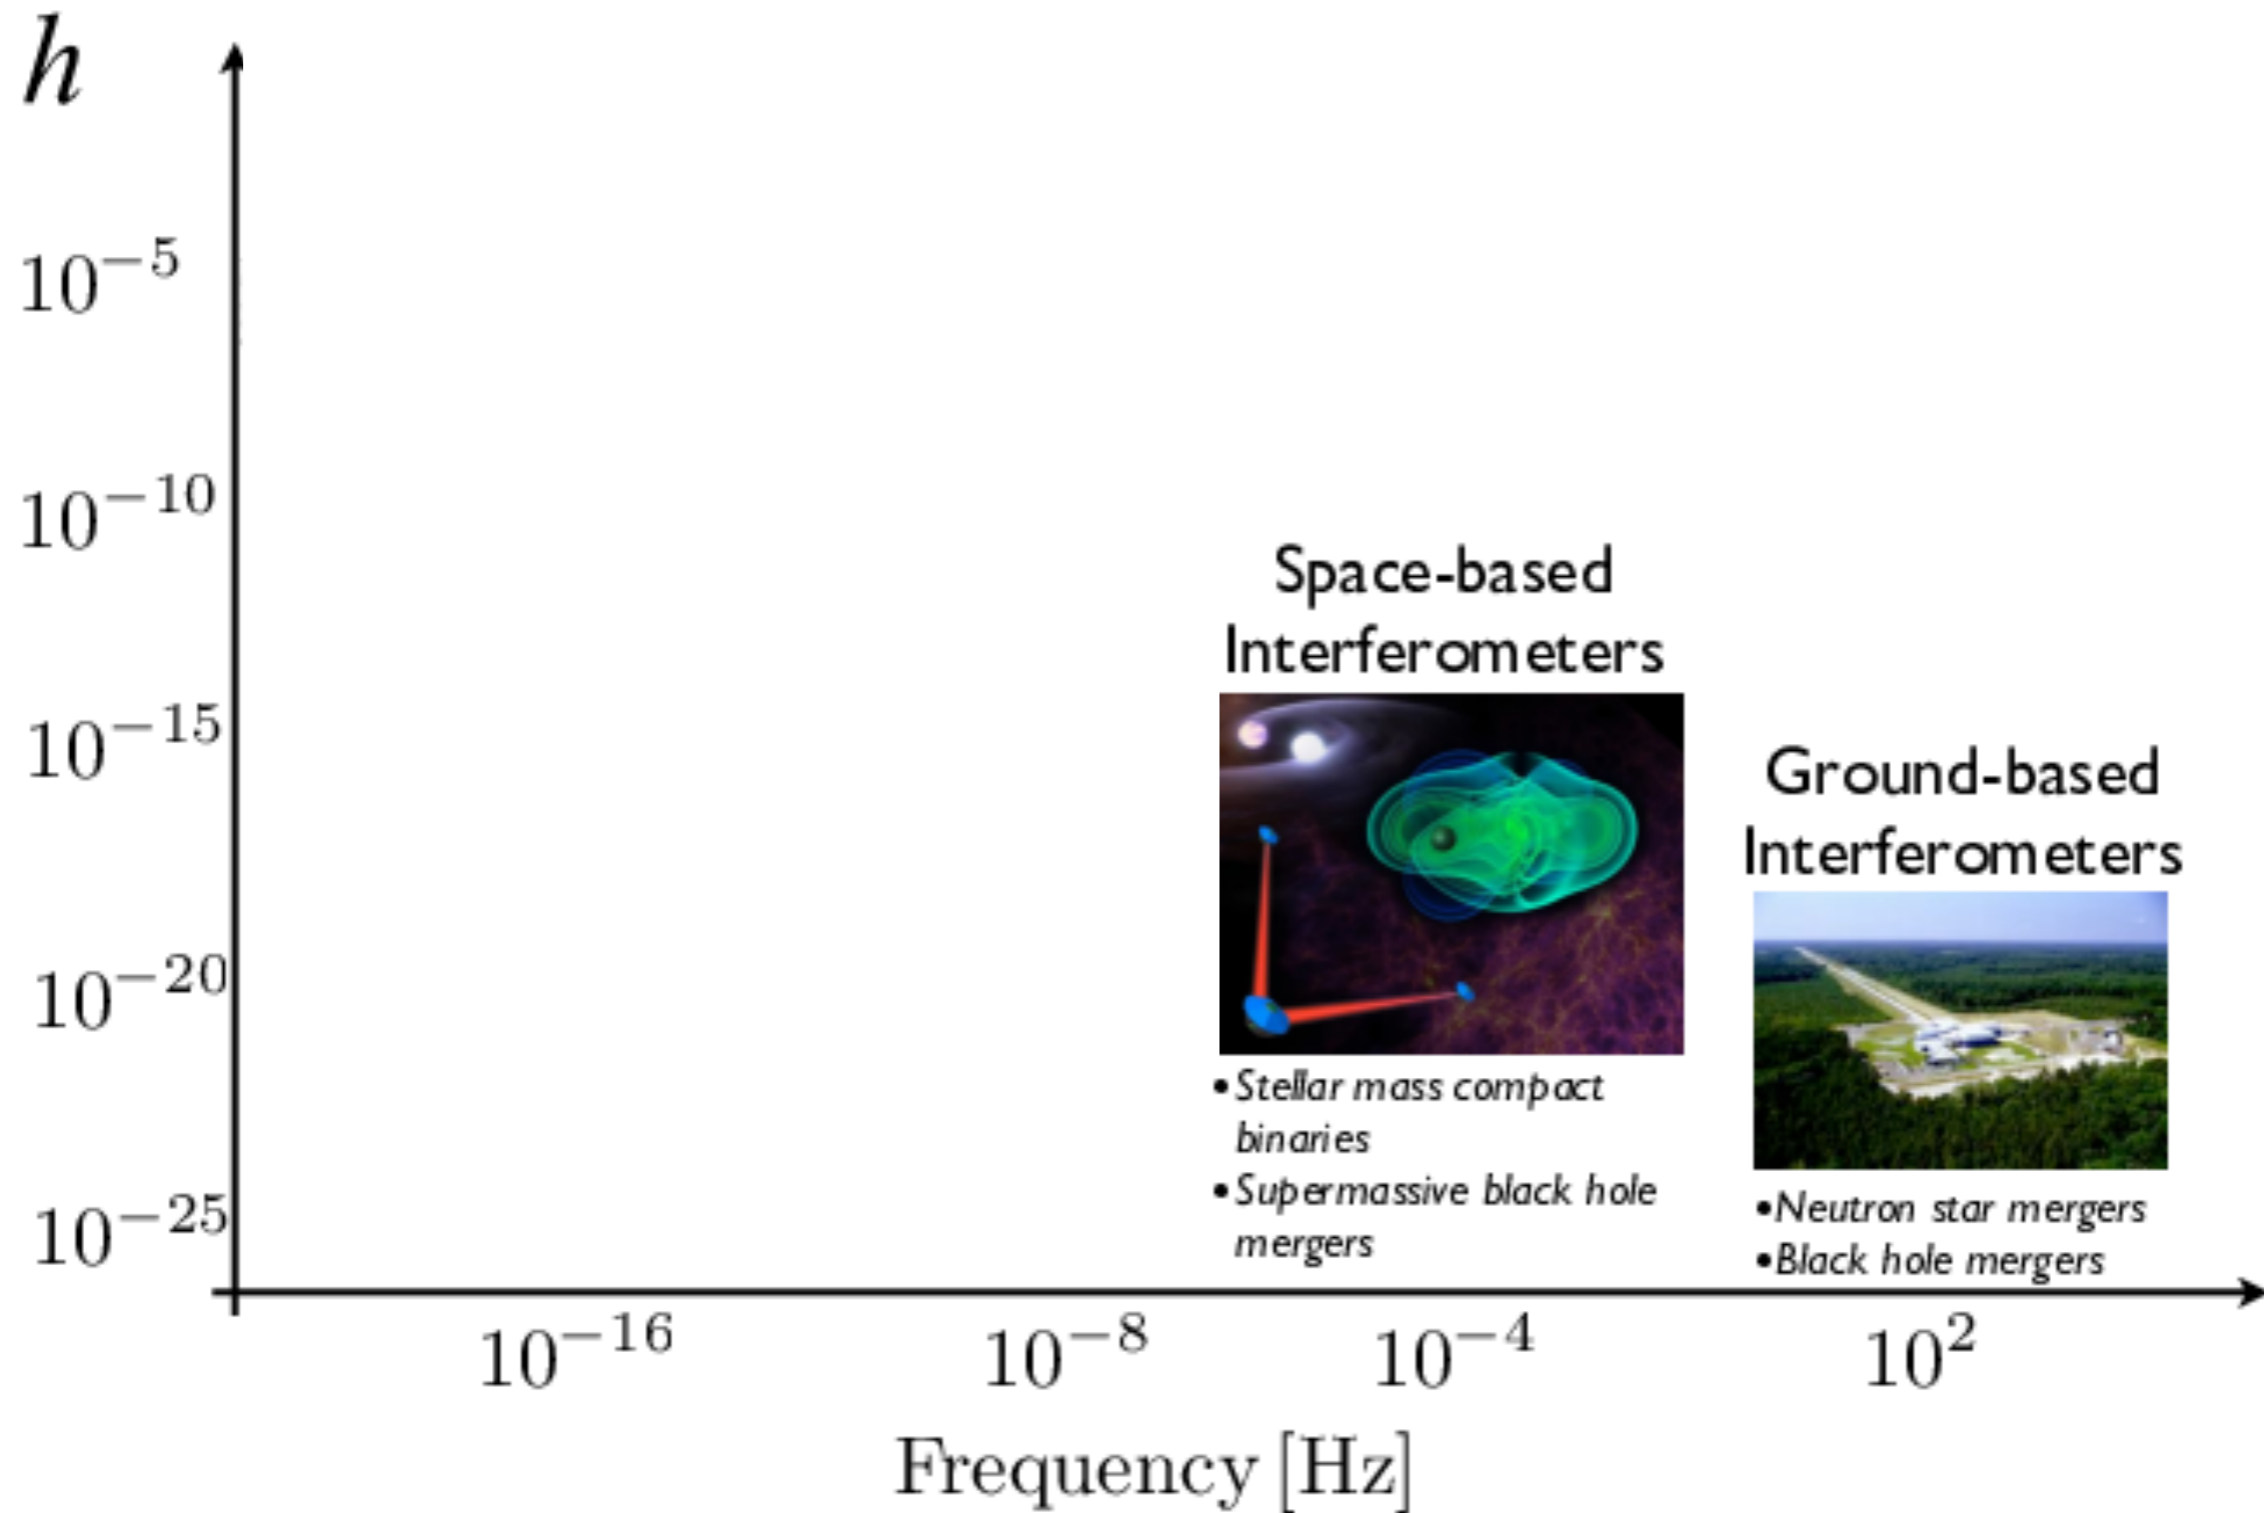 h
10⁻⁵
10⁻¹⁰
10⁻¹⁵
10⁻²⁰
10⁻²⁵
Space-based
Interferometers
•Stellar mass compact
binaries
•Supermassive black hole
mergers
Ground-based
Interferometers
•Neutron star mergers
•Black hole mergers
10⁻¹⁶ 10⁻⁸ 10⁻⁴ 10²
Frequency [Hz]